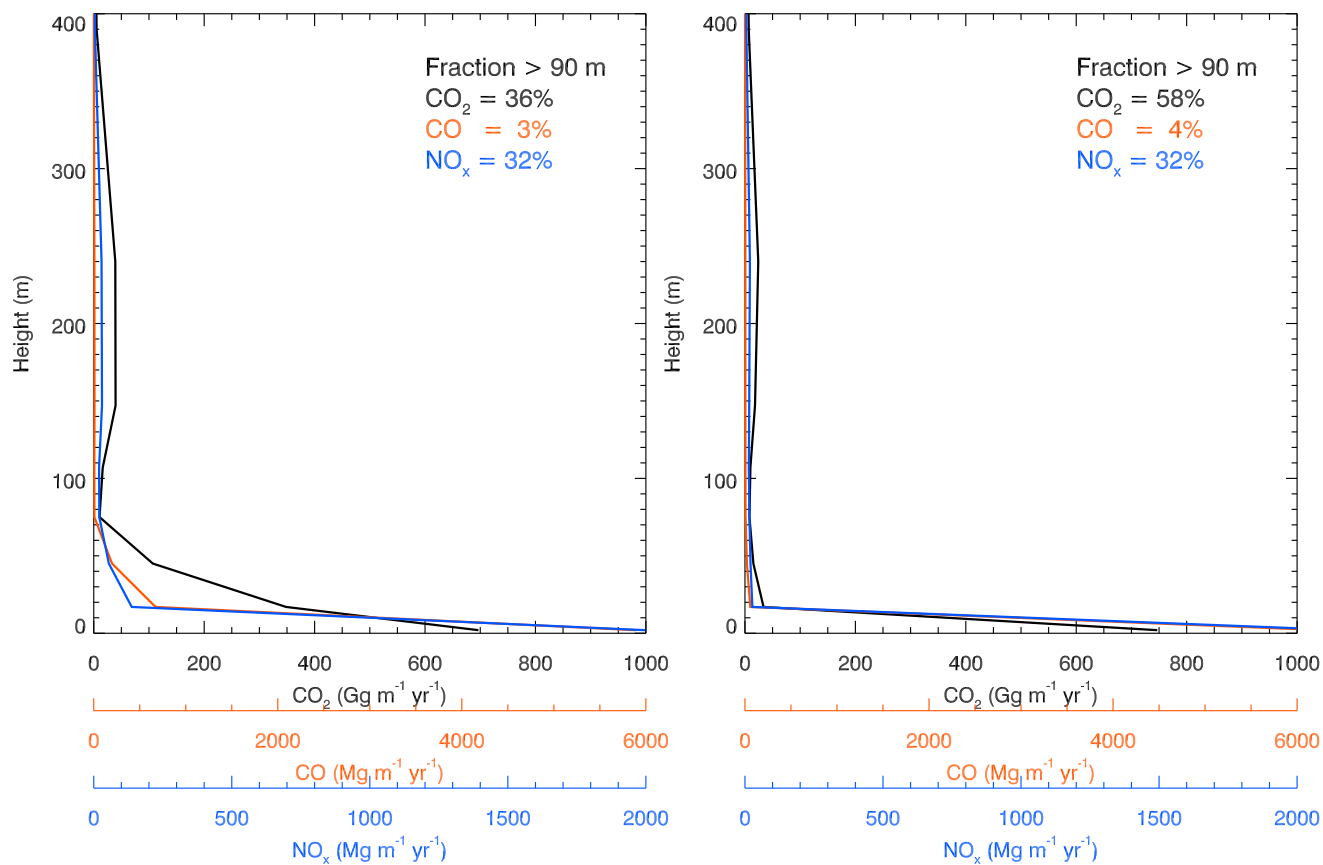 400
300
200
100
0
Height (m)
Fraction > 90 m
CO₂ = 36%
CO = 3%
NOₓ = 32%
0 200 400 600 800 1000
CO₂ (Gg m⁻¹ yr⁻¹)
0 2000 4000 6000
CO (Mg m⁻¹ yr⁻¹)
0 500 1000 1500 2000
NOₓ (Mg m⁻¹ yr⁻¹)
400
300
200
100
0
Height (m)
Fraction > 90 m
CO₂ = 58%
CO = 4%
NOₓ = 32%
0 200 400 600 800 1000
CO₂ (Gg m⁻¹ yr⁻¹)
0 2000 4000 6000
CO (Mg m⁻¹ yr⁻¹)
0 500 1000 1500 2000
NOₓ (Mg m⁻¹ yr⁻¹)